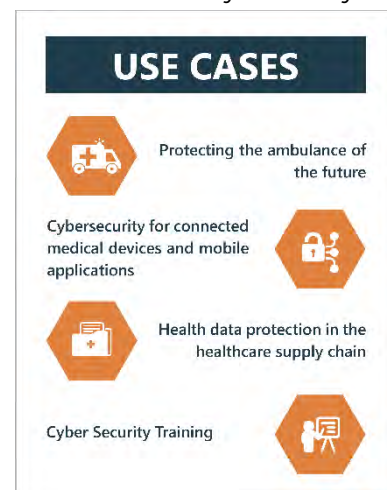 USE CASES
Protecting the ambulance of
the future
Cybersecurity for connected
medical devices and mobile
applications
Health data protection in the
healthcare supply chain
Cyber Security Training